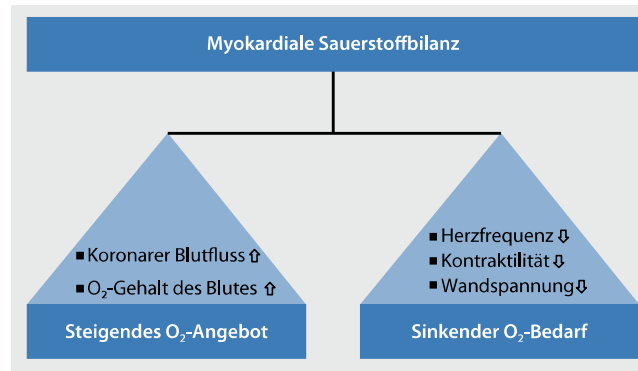 Myokardiale Sauerstoffbilanz
■ Koronarer Blutfluss ⇧
■ O₂-Gehalt des Blutes ⇧
Steigendes O₂-Angebot
■ Herzfrequenz ⇩
■ Kontraktilität ⇩
■ Wandspannung ⇩
Sinkender O₂-Bedarf